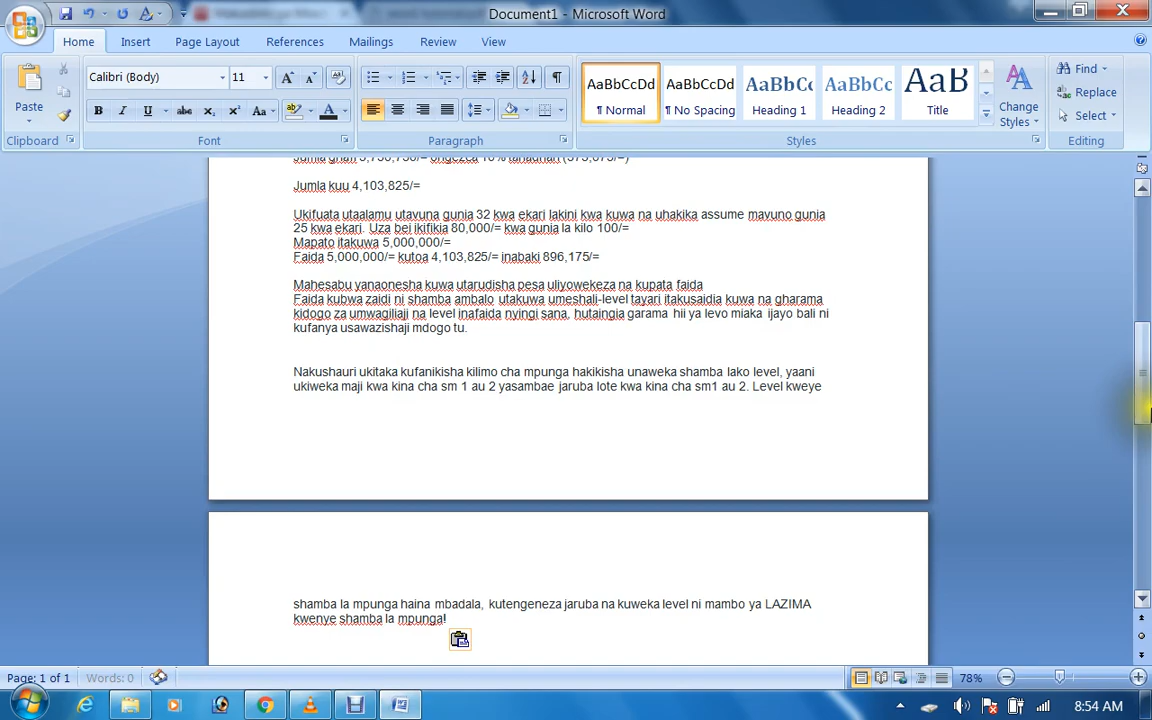 Document1 - Microsoft Word
Home Insert Page Layout References Mailings Review View
Calibri (Body) 11
AaBbCcDd AaBbCcDd AaBbCc AaBbCc AaB
Paste
¶ Normal ¶ No Spacing Heading 1 Heading 2 Title
Change Styles
Find
Replace
Select
Clipboard Font Paragraph Styles Editing
Jumla kuu 4,103,825/=
Ukifuata utaalamu utavuna gunia 32 kwa ekari lakini kwa kuwa na uhakika assume mavuno gunia
25 kwa ekari. Uza bei ikifikia 80,000/= kwa gunia la kilo 100/=
Mapato itakuwa 5,000,000/=
Faida 5,000,000/= kutoa 4,103,825/= inabaki 896,175/=
Mahesabu yanaonesha kuwa utarudisha pesa uliyowekeza na kupata faida
Faida kubwa zaidi ni shamba ambalo utakuwa umeshali-level tayari itakusaidia kuwa na gharama
kidogo za umwagiliaji na level inafaida nyingi sana, hutaingia garama hii ya levo miaka ijayo bali ni
kufanya usawazishaji mdogo tu.
Nakushauri ukitaka kufanikisha kilimo cha mpunga hakikisha unaweka shamba lako level, yaani
ukiweka maji kwa kina cha sm 1 au 2 yasambae jaruba lote kwa kina cha sm1 au 2. Level kweye
shamba la mpunga haina mbadala, kutengeneza jaruba na kuweka level ni mambo ya LAZIMA
kwenye shamba la mpunga!
Page: 1 of 1 Words: 0 78%
8:54 AM